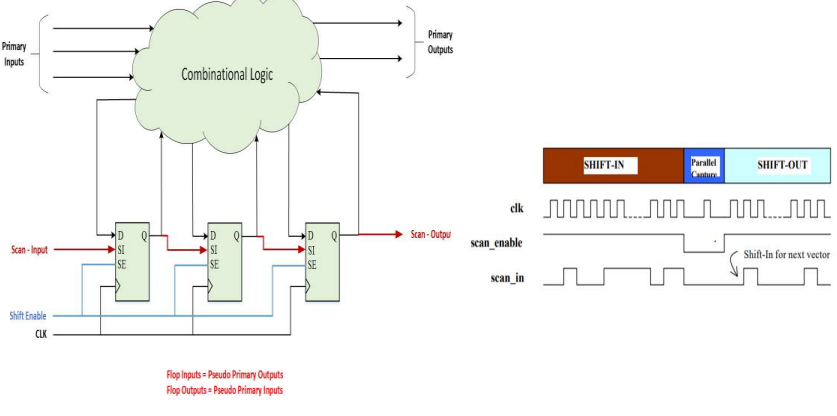 Primary
Inputs
Combinational Logic
Primary
Outputs
D Q
SI
SE
D Q
SI
SE
D Q
SI
SE
Scan - Input
Scan - Outpu
Shift Enable
CLK
Flop Inputs = Pseudo Primary Outputs
Flop Outputs = Pseudo Primary Inputs
SHIFT-IN
Parallel
Canture
SHIFT-OUT
clk
scan_enable
Shift-In for next vector
scan_in